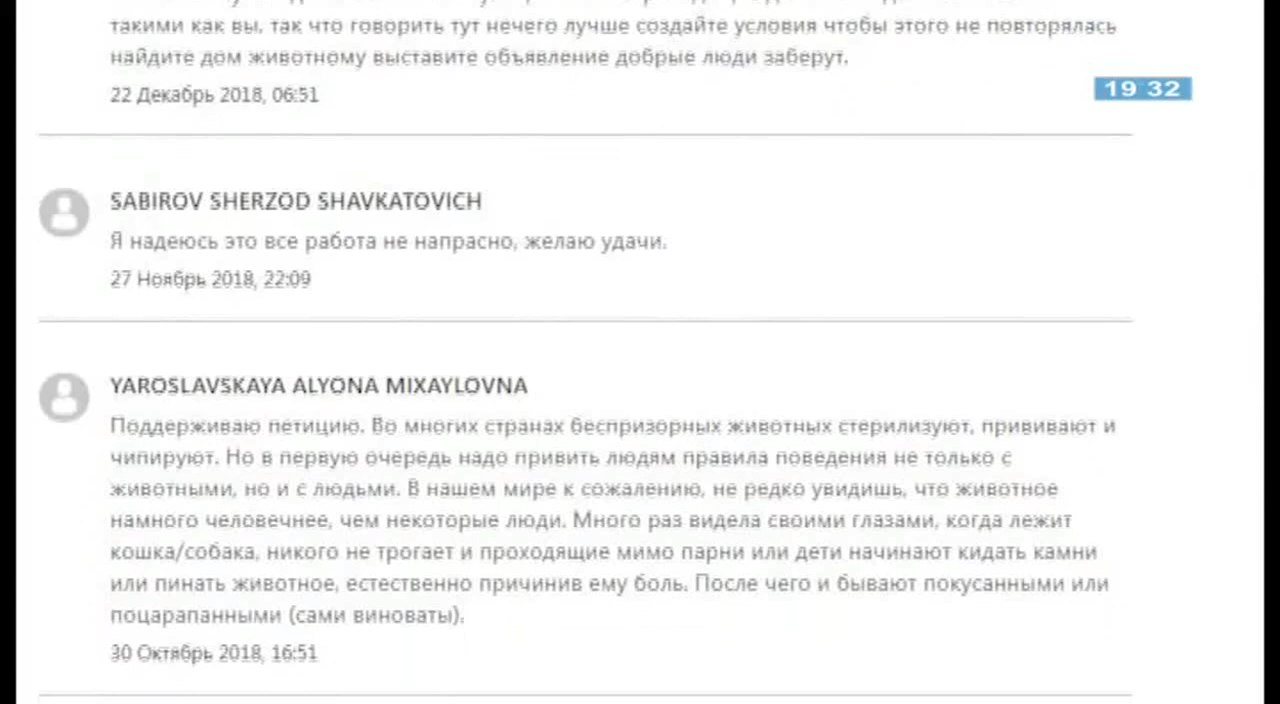 такими как вы, так что говорить тут нечего лучше создайте условия чтобы этого не повторялась
найдите дом животному выставите объявление добрые люди заберут.
22 Декабрь 2018, 06:51
19 32
SABIROV SHERZOD SHAVKATOVICH
Я надеюсь это все работа не напрасно, желаю удачи.
27 Ноябрь 2018, 22:09
YAROSLAVSKAYA ALYONA MIXAYLOVNA
Поддерживаю петицию. Во многих странах беспризорных животных стерилизуют, прививают и
чипируют. Но в первую очередь надо привить людям правила поведения не только с
животными, но и с людьми. В нашем мире к сожалению, не редко увидишь, что животное
намного человечнее, чем некоторые люди. Много раз видела своими глазами, когда лежит
кошка/собака, никого не трогает и проходящие мимо парни или дети начинают кидать камни
или пинать животное, естественно причинив ему боль. После чего и бывают покусанными или
поцарапанными (сами виноваты).
30 Октябрь 2018, 16:51